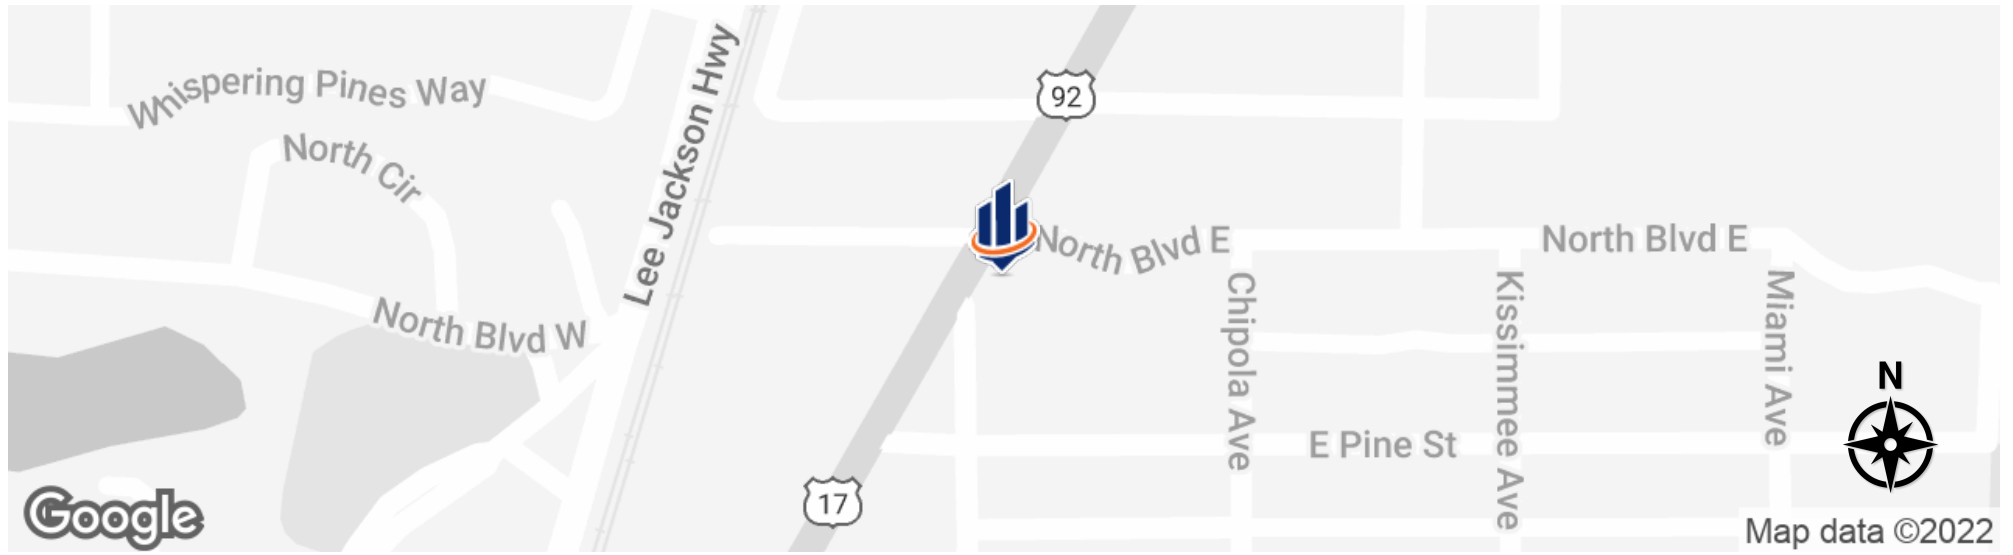 Whispering Pines Way
North Cir
Lee Jackson Hwy
92
North Blvd E
North Blvd E
North Blvd W
Chipola Ave
Kissimmee Ave
Miami Ave
E Pine St
N
17
Google
Map data ©2022